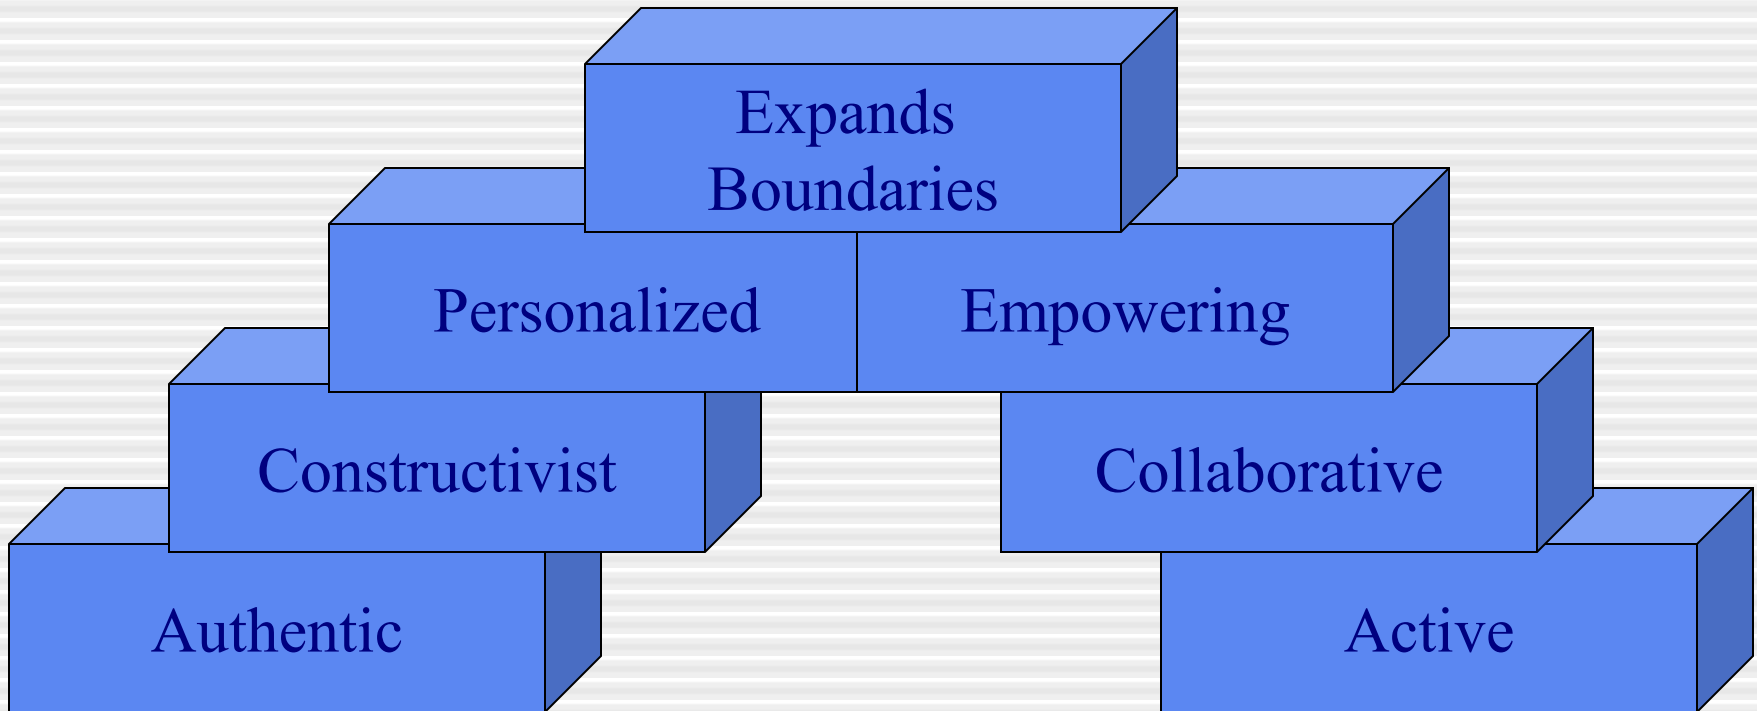 Expands
Boundaries
Personalized
Empowering
Constructivist
Collaborative
Authentic
Active